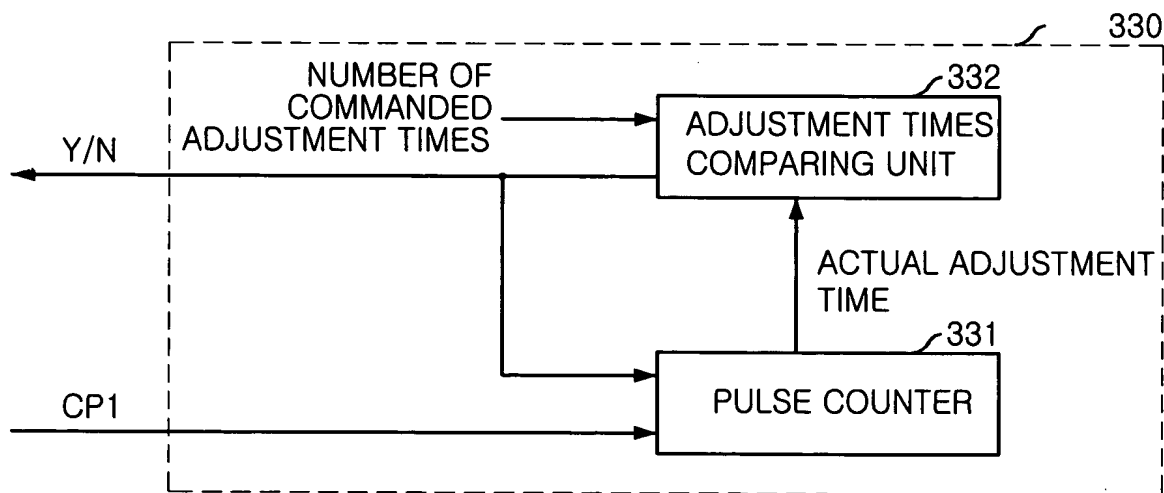 330
NUMBER OF
COMMANDED
ADJUSTMENT TIMES
332
ADJUSTMENT TIMES
COMPARING UNIT
Y/N
ACTUAL ADJUSTMENT
TIME
331
PULSE COUNTER
CP1